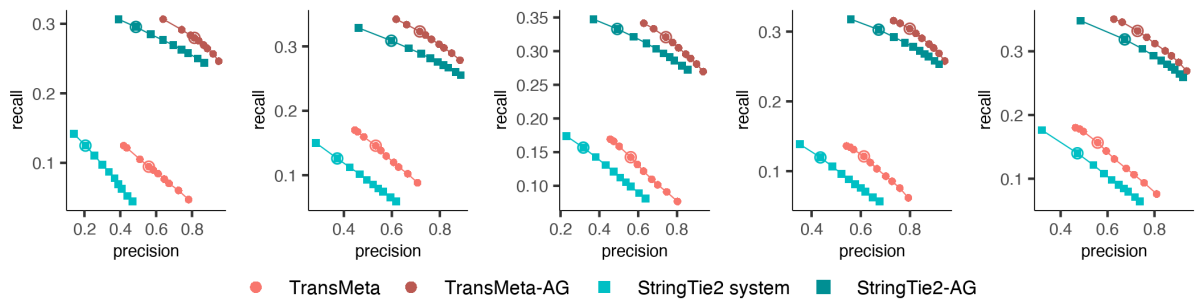 recall
0.3
0.2
0.1
0.2 0.4 0.6 0.8
precision
recall
0.3
0.2
0.1
0.4 0.6 0.8
precision
recall
0.35
0.30
0.25
0.20
0.15
0.10
0.2 0.4 0.6 0.8
precision
recall
0.3
0.2
0.1
0.4 0.6 0.8
precision
recall
0.3
0.2
0.1
0.4 0.6 0.8
precision
TransMeta TransMeta-AG StringTie2 system StringTie2-AG